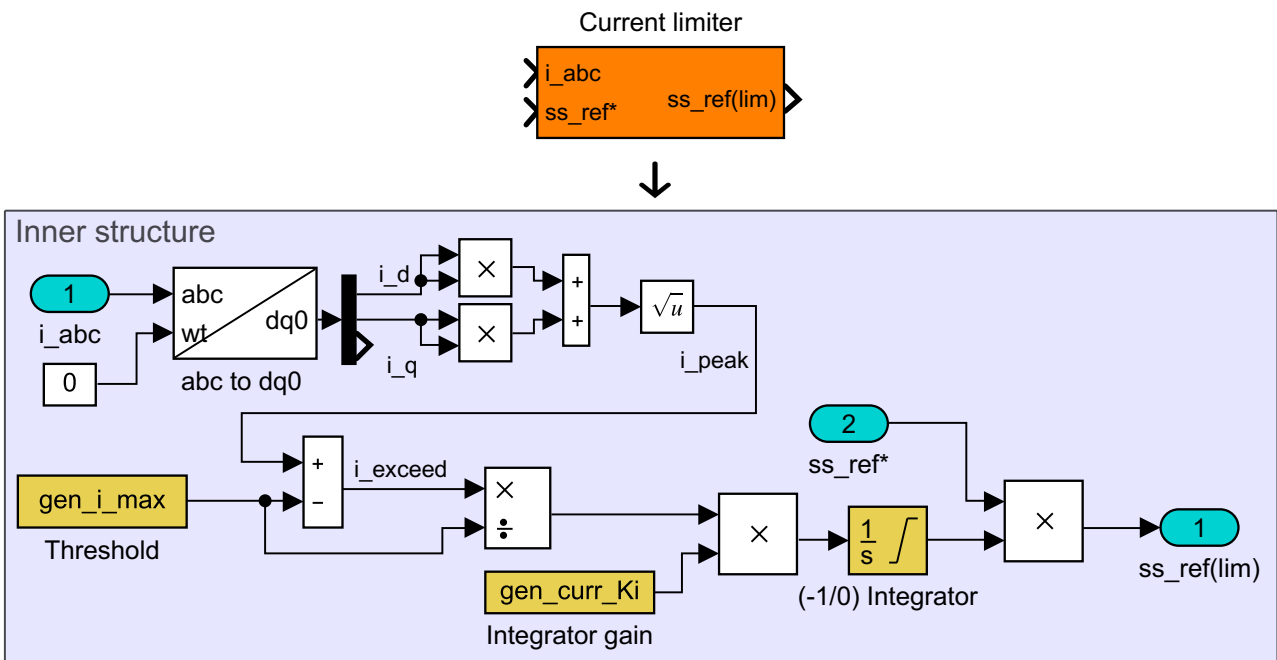 Current limiter
i_abc
ss_ref*
ss_ref(lim)
Inner structure
1
i_abc
0
abc
wt
dq0
abc to dq0
i_d
i_q
×
×
+
+
√u
i_peak
gen_i_max
Threshold
+
−
i_exceed
×
÷
gen_curr_Ki
Integrator gain
×
1
s
(-1/0) Integrator
2
ss_ref*
×
1
ss_ref(lim)